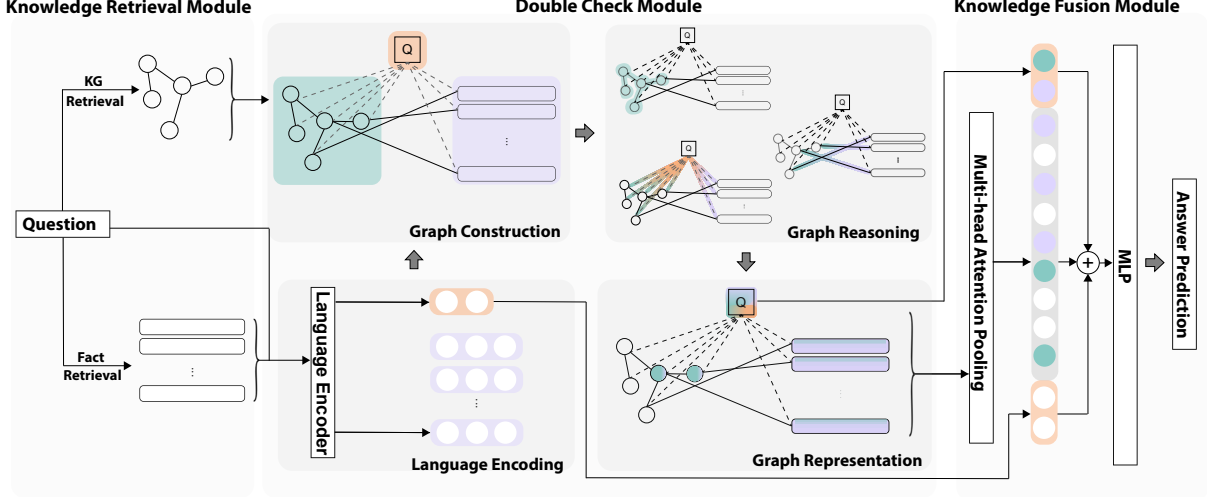 Knowledge Retrieval Module
Double Check Module
Knowledge Fusion Module
KG
Retrieval
Question
Fact
Retrieval
Q
Graph Construction
Q
Q
Q
Graph Reasoning
Language Encoder
Language Encoding
Q
Graph Representation
Multi-head Attention Pooling
+
MLP
Answer Prediction